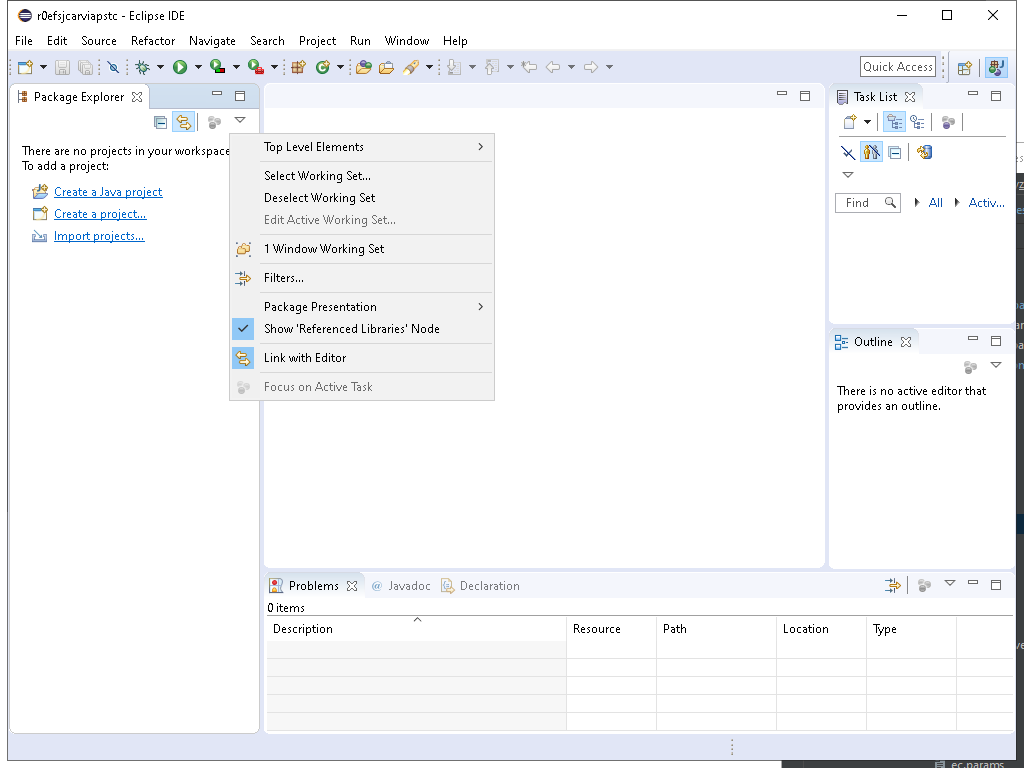 r0efsjcarviapstc - Eclipse IDE
File Edit Source Refactor Navigate Search Project Run Window Help
Quick Access
Package Explorer
There are no projects in your workspace
To add a project:
Create a Java project
Create a project...
Import projects...
Top Level Elements
Select Working Set...
Deselect Working Set
Edit Active Working Set...
1 Window Working Set
Filters...
Package Presentation
Show 'Referenced Libraries' Node
Link with Editor
Focus on Active Task
Task List
Find All Activ...
Outline
There is no active editor that
provides an outline.
Problems @ Javadoc Declaration
0 items
Description Resource Path Location Type
ec.params